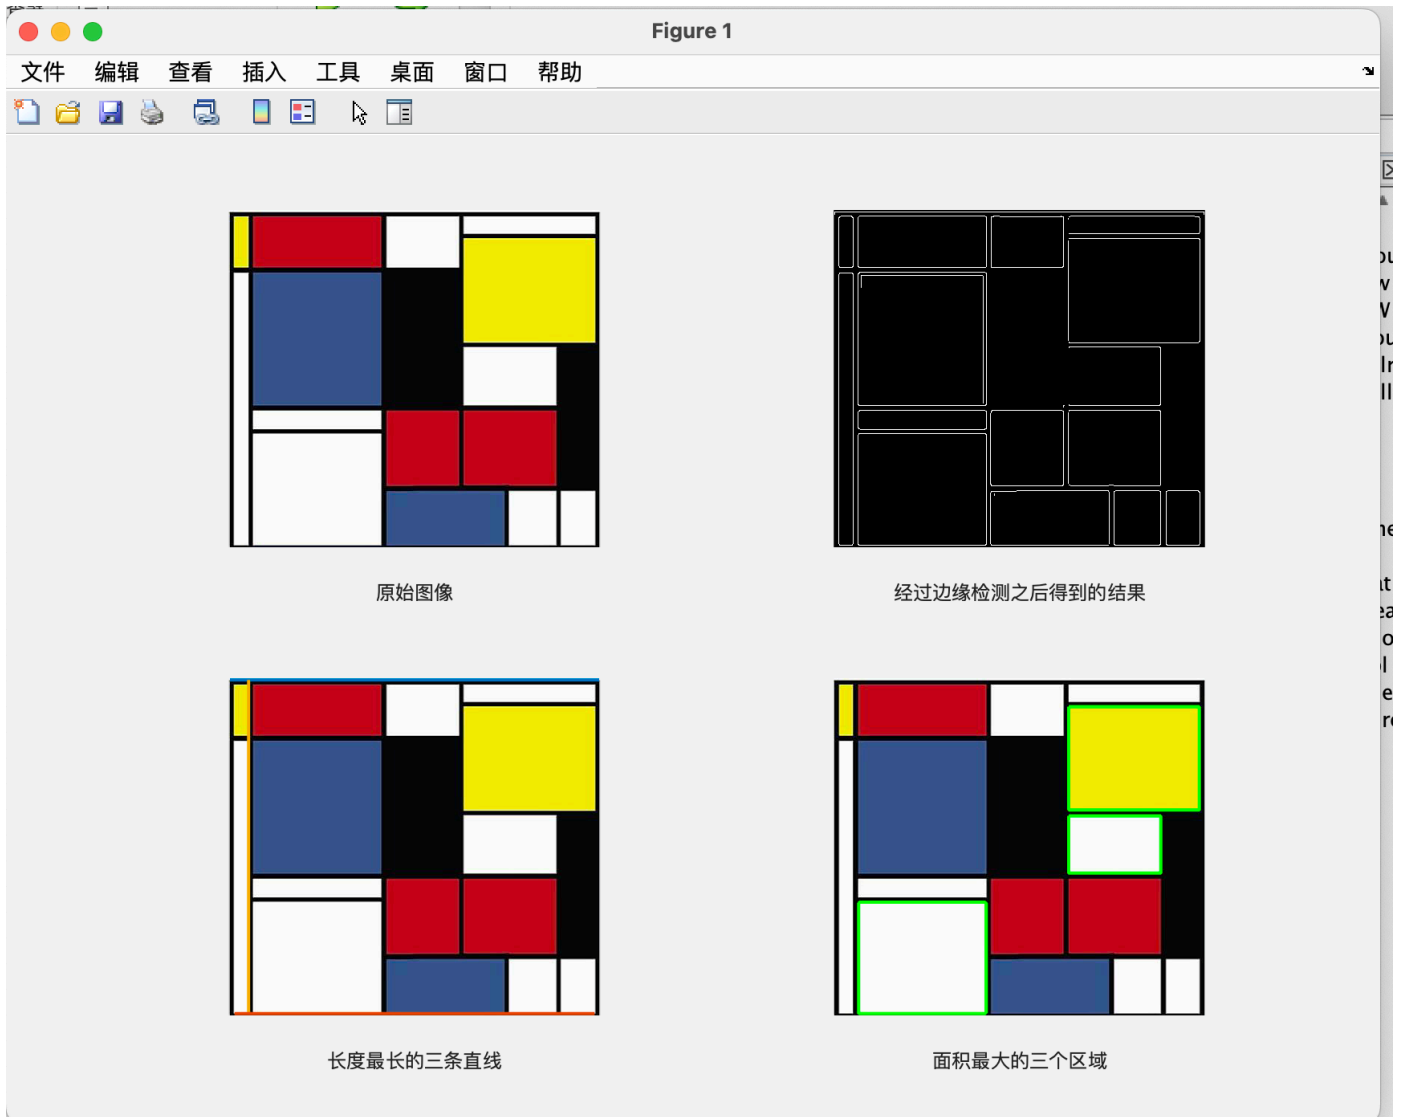 Figure 1
文件 编辑 查看 插入 工具 桌面 窗口 帮助
原始图像
经过边缘检测之后得到的结果
长度最长的三条直线
面积最大的三个区域